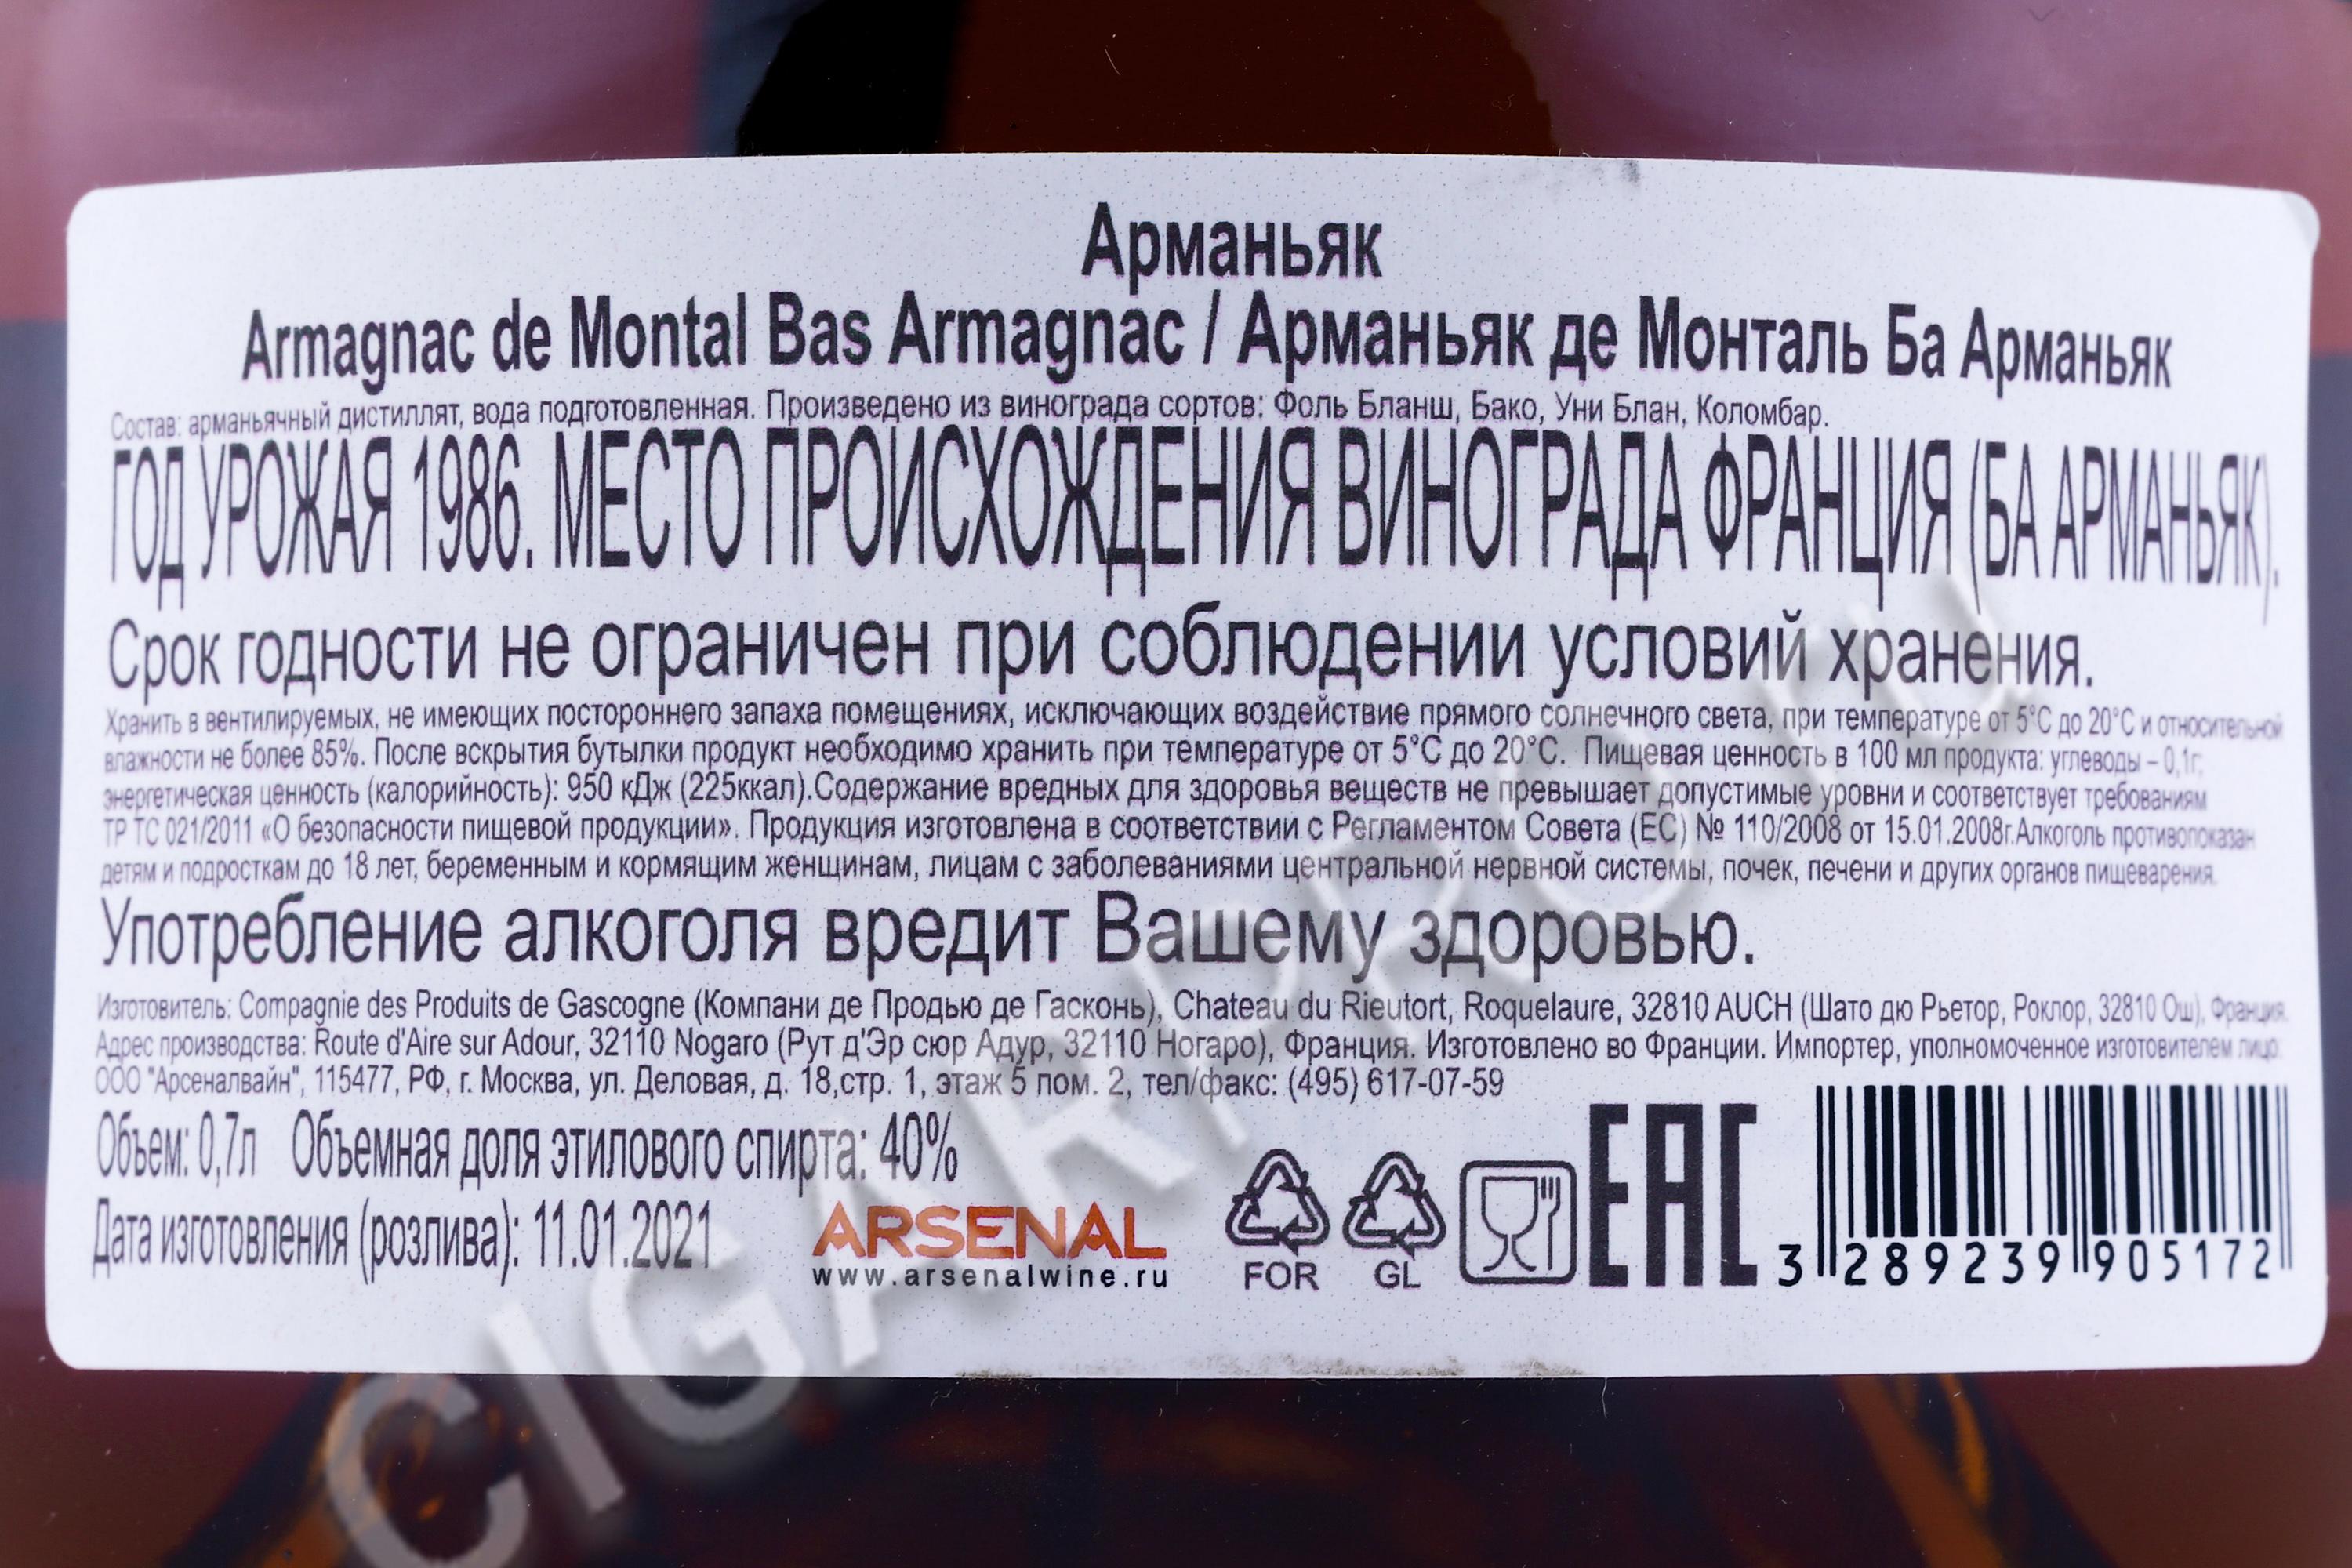 Арманьяк
Armagnac de Montal Bas Armagnac / Арманьяк де Монталь Ба Арманьяк
Состав: арманьячный дистиллят, вода подготовленная. Произведено из винограда сортов: Фоль Бланш, Бако, Уни Блан, Коломбар.
ГОД УРОЖАЯ 1986. МЕСТО ПРОИСХОЖДЕНИЯ ВИНОГРАДА ФРАНЦИЯ (БА АРМАНЬЯК).
Срок годности не ограничен при соблюдении условий хранения.
Хранить в вентилируемых, не имеющих постороннего запаха помещениях, исключающих воздействие прямого солнечного света, при температуре от 5°C до 20°C и относительной
влажности не более 85%. После вскрытия бутылки продукт необходимо хранить при температуре от 5°C до 20°C. Пищевая ценность в 100 мл продукта: углеводы – 0,1г;
энергетическая ценность (калорийность): 950 кДж (225ккал).Содержание вредных для здоровья веществ не превышает допустимые уровни и соответствует требованиям
ТР ТС 021/2011 «О безопасности пищевой продукции». Продукция изготовлена в соответствии с Регламентом Совета (ЕС) № 110/2008 от 15.01.2008г.Алкоголь противопоказан
детям и подросткам до 18 лет, беременным и кормящим женщинам, лицам с заболеваниями центральной нервной системы, почек, печени и других органов пищеварения.
Употребление алкоголя вредит Вашему здоровью.
Изготовитель: Compagnie des Produits de Gascogne (Компани де Продью де Гасконь), Chateau du Rieutort, Roquelaure, 32810 AUCH (Шато дю Рьетор, Роклор, 32810 Ош), Франция.
Адрес производства: Route d'Aire sur Adour, 32110 Nogaro (Рут д'Эр сюр Адур, 32110 Ногаро), Франция. Изготовлено во Франции. Импортер, уполномоченное изготовителем лицо:
ООО "Арсеналвайн", 115477, РФ, г. Москва, ул. Деловая, д. 18,стр. 1, этаж 5 пом. 2, тел/факс: (495) 617-07-59
Объем: 0,7л Объемная доля этилового спирта: 40%
Дата изготовления (розлива): 11.01.2021
ARSENAL
www.arsenalwine.ru
FOR GL
EAC
3 289239 905172
CIGARPRO.ru